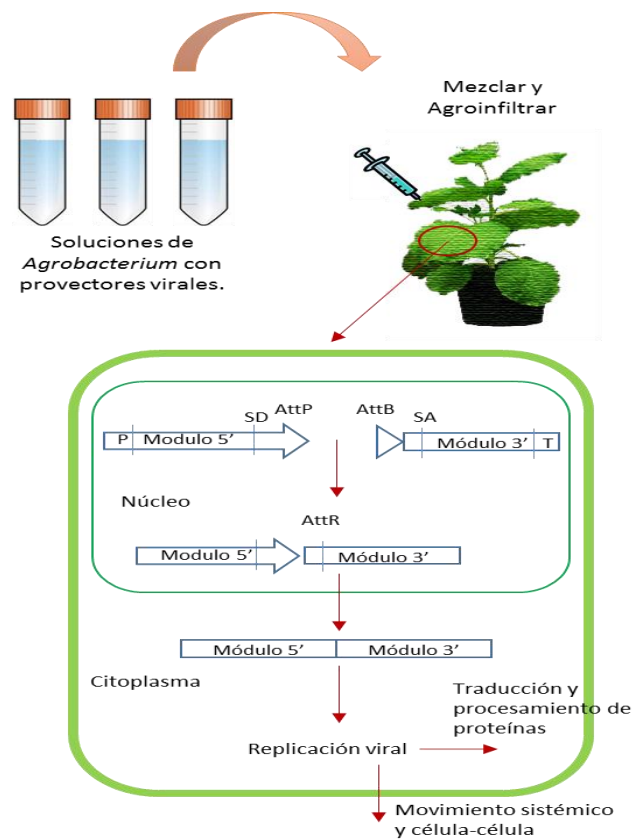 Mezclar y
Agroinfiltrar
Soluciones de
Agrobacterium con
provectores virales.
SD AttP AttB SA
P Modulo 5' Módulo 3' T
Núcleo
AttR
Modulo 5' Módulo 3'
Módulo 5' Módulo 3'
Citoplasma
Traducción y
procesamiento de
proteínas
Replicación viral
Movimiento sistémico
y célula-célula